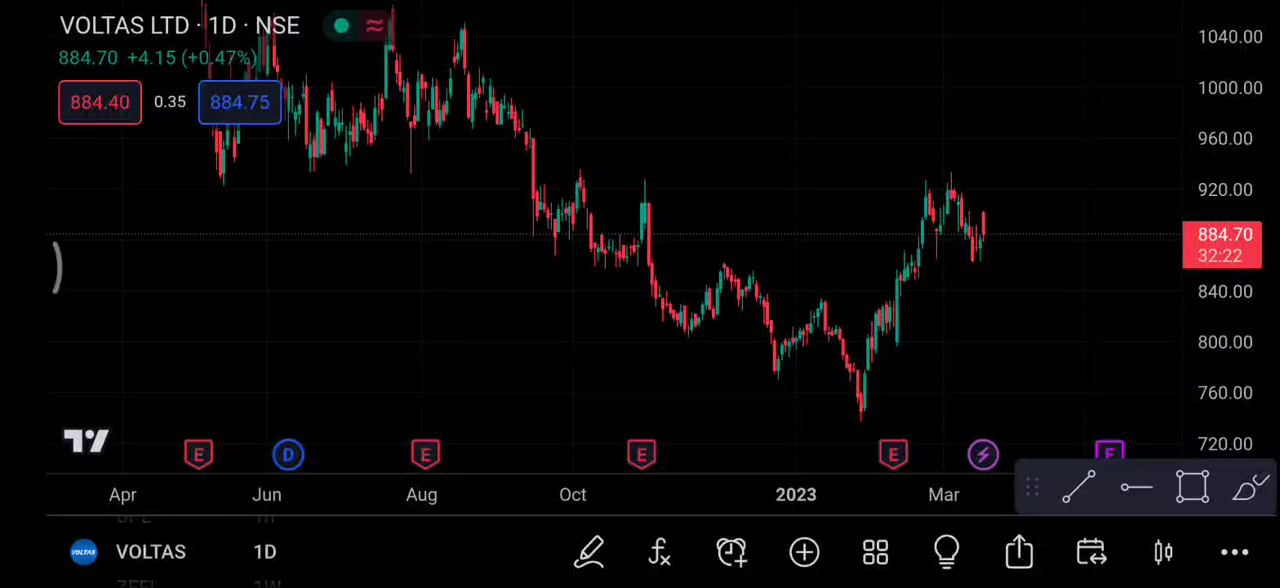 VOLTAS LTD · 1D · NSE
884.70 +4.15 (+0.47%)
884.40 0.35 884.75
1040.00
1000.00
960.00
920.00
884.70
32:22
840.00
800.00
760.00
720.00
E D E E E E
Apr Jun Aug Oct 2023 Mar
VOLTAS VOLTAS 1D